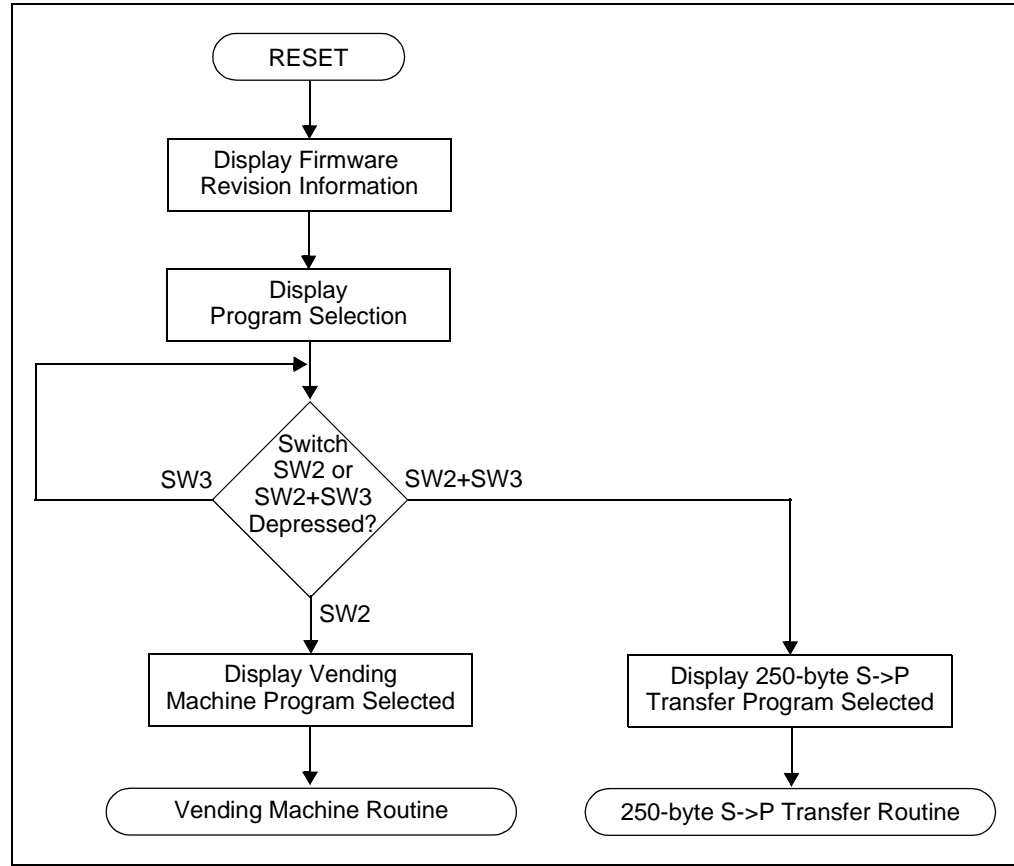 RESET
Display Firmware
Revision Information
Display
Program Selection
Switch
SW2 or
SW2+SW3
Depressed?
SW3
SW2+SW3
SW2
Display Vending
Machine Program Selected
Display 250-byte S->P
Transfer Program Selected
Vending Machine Routine
250-byte S->P Transfer Routine